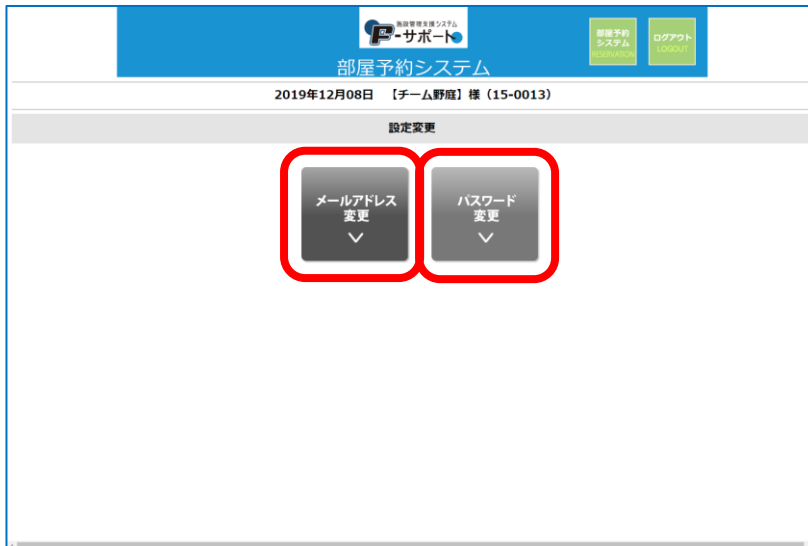 施設管理支援システム
P-サポート
部屋予約システム
部屋予約
システム
RESERVATION
ログアウト
LOGOUT
2019年12月08日 【チーム野庭】様（15-0013）
設定変更
メールアドレス
変更
パスワード
変更